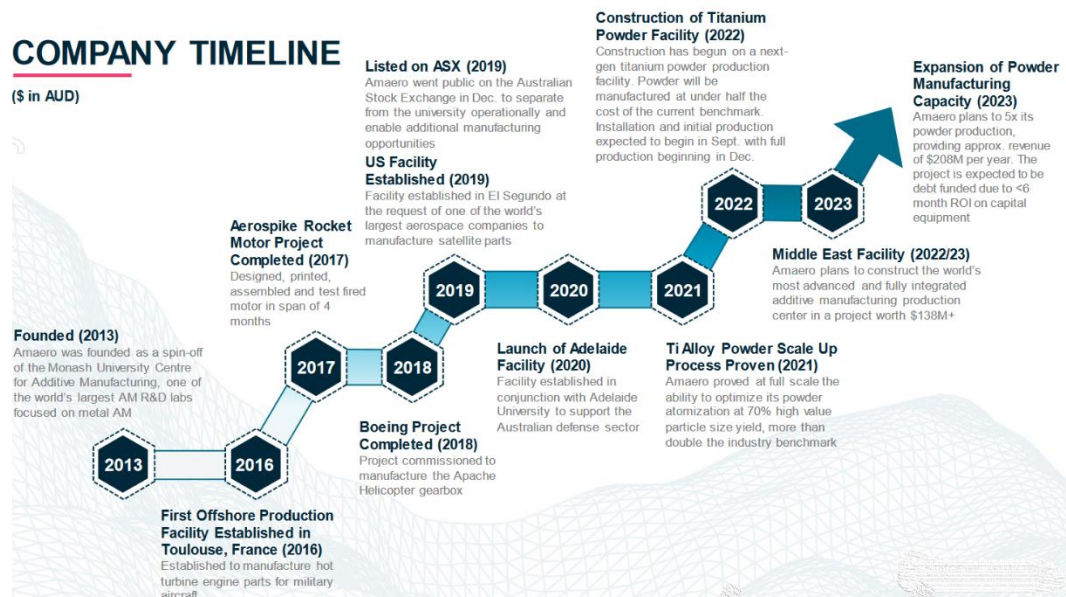 COMPANY TIMELINE
($ in AUD)
Founded (2013)
Amaero was founded as a spin-off
of the Monash University Centre
for Additive Manufacturing, one of
the world's largest AM R&D labs
focused on metal AM
2013
2016
First Offshore Production
Facility Established in
Toulouse, France (2016)
Established to manufacture hot
turbine engine parts for military
aircraft
Aerospike Rocket
Motor Project
Completed (2017)
Designed, printed,
assembled and test fired
motor in span of 4
months
2017
2018
Boeing Project
Completed (2018)
Project commissioned to
manufacture the Apache
Helicopter gearbox
Listed on ASX (2019)
Amaero went public on the Australian
Stock Exchange in Dec. to separate
from the university operationally and
enable additional manufacturing
opportunities
US Facility
Established (2019)
Facility established in El Segundo at
the request of one of the world's
largest aerospace companies to
manufacture satellite parts
2019
2020
Launch of Adelaide
Facility (2020)
Facility established in
conjunction with Adelaide
University to support the
Australian defense sector
2021
Ti Alloy Powder Scale Up
Process Proven (2021)
Amaero proved at full scale the
ability to optimize its powder
atomization at 70% high value
particle size yield, more than
double the industry benchmark
Construction of Titanium
Powder Facility (2022)
Construction has begun on a next-
gen titanium powder production
facility. Powder will be
manufactured at under half the
cost of the current benchmark.
Installation and initial production
expected to begin in Sept. with full
production beginning in Dec.
2022
2023
Middle East Facility (2022/23)
Amaero plans to construct the world's
most advanced and fully integrated
additive manufacturing production
center in a project worth $138M+
Expansion of Powder
Manufacturing
Capacity (2023)
Amaero plans to 5x its
powder production,
providing approx. revenue
of $208M per year. The
project is expected to be
debt funded due to <6
month ROI on capital
equipment